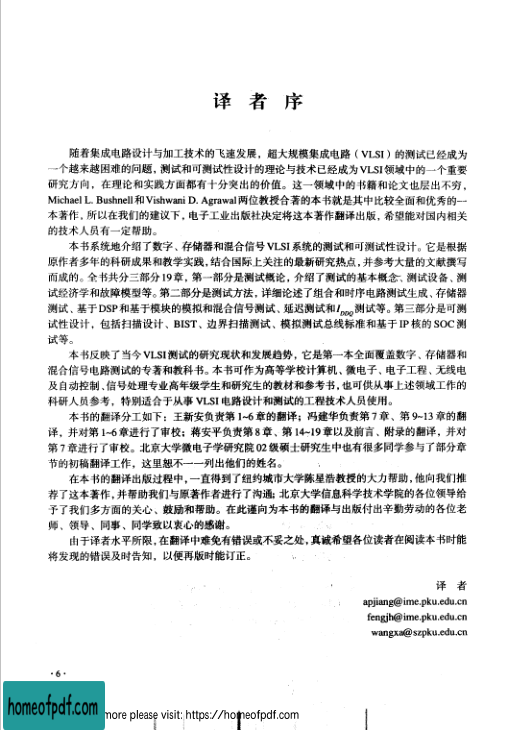 译者序
随着集成电路设计与加工技术的飞速发展，超大规模集成电路（VLSI）的测试已经成为
一个越来越困难的问题，测试和可测试性设计的理论与技术已经成为VLSI领域中的一个重要
研究方向，在理论和实践方面都有十分突出的价值。这一领域中的书籍和论文也层出不穷，
Michael L. Bushnell和Vishwani D. Agrawal两位教授合著的本书就是其中比较全面和优秀的一
本著作，所以在我们的建议下，电子工业出版社决定将这本著作翻译出版，希望能对国内相关
的技术人员有一定帮助。
本书系统地介绍了数字、存储器和混合信号VLSI系统的测试和可测试性设计。它是根据
原作者多年的科研成果和教学实践，结合国际上关注的最新研究热点，并参考大量的文献撰写
而成的。全书共分三部分19章，第一部分是测试概论，介绍了测试的基本概念、测试设备、测
试经济学和故障模型等。第二部分是测试方法，详细论述了组合和时序电路测试生成、存储器
测试、基于DSP和基于模块的模拟和混合信号测试、延迟测试和IDDQ测试等。第三部分是可测
试性设计，包括扫描设计、BIST、边界扫描测试、模拟测试总线标准和基于IP核的SOC测
试等。
本书反映了当今VLSI测试的研究现状和发展趋势，它是第一本全面覆盖数字、存储器和
混合信号电路测试的专著和教科书。本书可作为高等学校计算机、微电子、电子工程、无线电
及自动控制、信号处理专业高年级学生和研究生的教材和参考书，也可供从事上述领域工作的
科研人员参考，特别适合于从事VLSI电路设计和测试的工程技术人员使用。
本书的翻译分工如下：王新安负责第1~6章的翻译；冯建华负责第7章、第9~13章的翻
译，并对第1~6章进行了审校；蒋安平负责第8章、第14~19章以及前言、附录的翻译，并对
第7章进行了审校。北京大学微电子学研究院02级硕士研究生中也有很多同学参与了部分章
节的初稿翻译工作，这里恕不一一列出他们的姓名。
在本书的翻译出版过程中，一直得到了纽约城市大学陈星浩教授的大力帮助，他向我们推
荐了这本著作，并帮助我们与原著作者进行了沟通；北京大学信息科学技术学院的各位领导给
予了我们多方面的关心、鼓励和帮助。在此谨向为本书的翻译与出版付出辛勤劳动的各位老
师、领导、同事、同学致以衷心的感谢。
由于译者水平所限，在翻译中难免有错误或不妥之处，真诚希望各位读者在阅读本书时能
将发现的错误及时告知，以便再版时能订正。
译 者
apjiang@ime.pku.edu.cn
fengjh@ime.pku.edu.cn
wangxa@szpku.edu.cn
·6·
homeofpdf.com
more please visit: https://homeofpdf.com